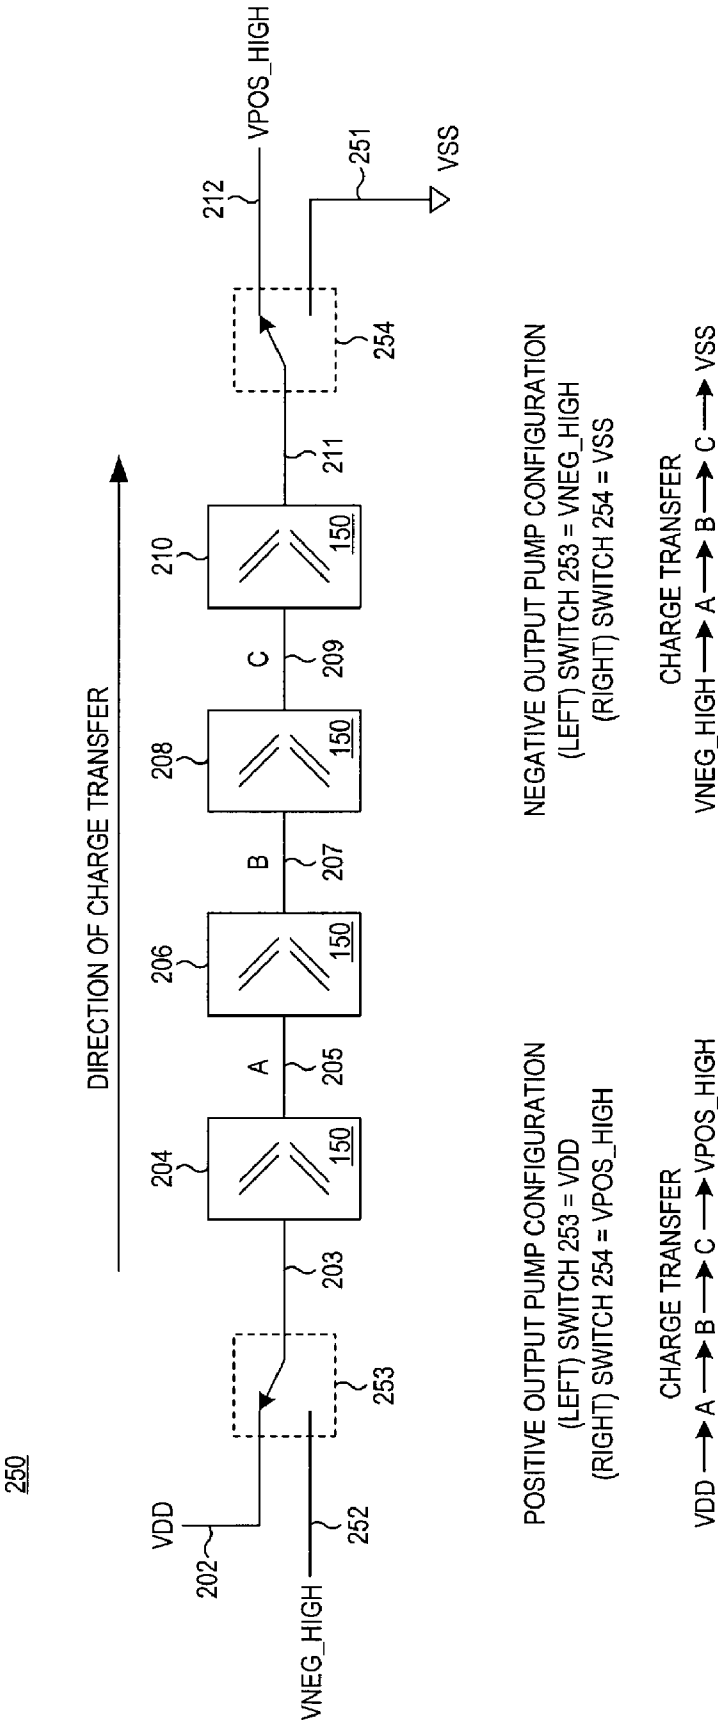 250
DIRECTION OF CHARGE TRANSFER
VDD
202
VNEG_HIGH
252
253
203
204
150
A
205
206
150
B
207
208
150
C
209
210
150
211
254
212
VPOS_HIGH
251
VSS
POSITIVE OUTPUT PUMP CONFIGURATION
(LEFT) SWITCH 253 = VDD
(RIGHT) SWITCH 254 = VPOS_HIGH
CHARGE TRANSFER
VDD → A → B → C → VPOS_HIGH
NEGATIVE OUTPUT PUMP CONFIGURATION
(LEFT) SWITCH 253 = VNEG_HIGH
(RIGHT) SWITCH 254 = VSS
CHARGE TRANSFER
VNEG_HIGH → A → B → C → VSS